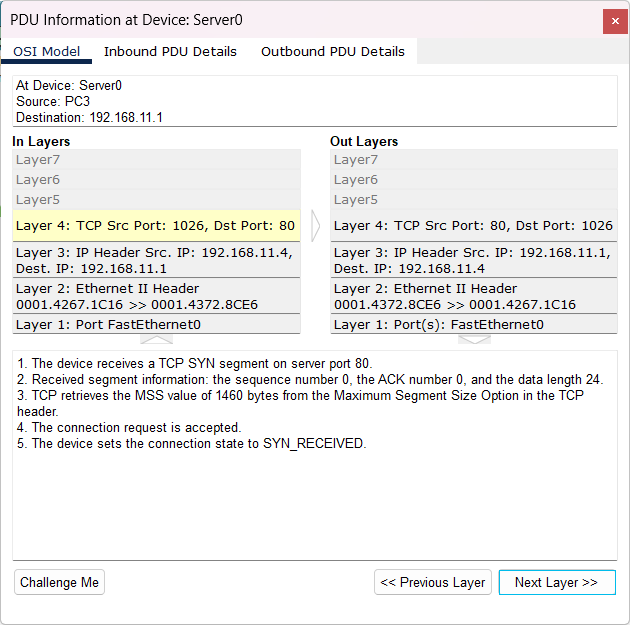 PDU Information at Device: Server0
OSI Model Inbound PDU Details Outbound PDU Details
At Device: Server0
Source: PC3
Destination: 192.168.11.1
In Layers
Layer7
Layer6
Layer5
Layer 4: TCP Src Port: 1026, Dst Port: 80
Layer 3: IP Header Src. IP: 192.168.11.4,
Dest. IP: 192.168.11.1
Layer 2: Ethernet II Header
0001.4267.1C16 >> 0001.4372.8CE6
Layer 1: Port FastEthernet0
Out Layers
Layer7
Layer6
Layer5
Layer 4: TCP Src Port: 80, Dst Port: 1026
Layer 3: IP Header Src. IP: 192.168.11.1,
Dest. IP: 192.168.11.4
Layer 2: Ethernet II Header
0001.4372.8CE6 >> 0001.4267.1C16
Layer 1: Port(s): FastEthernet0
1. The device receives a TCP SYN segment on server port 80.
2. Received segment information: the sequence number 0, the ACK number 0, and the data length 24.
3. TCP retrieves the MSS value of 1460 bytes from the Maximum Segment Size Option in the TCP
header.
4. The connection request is accepted.
5. The device sets the connection state to SYN_RECEIVED.
Challenge Me << Previous Layer Next Layer >>